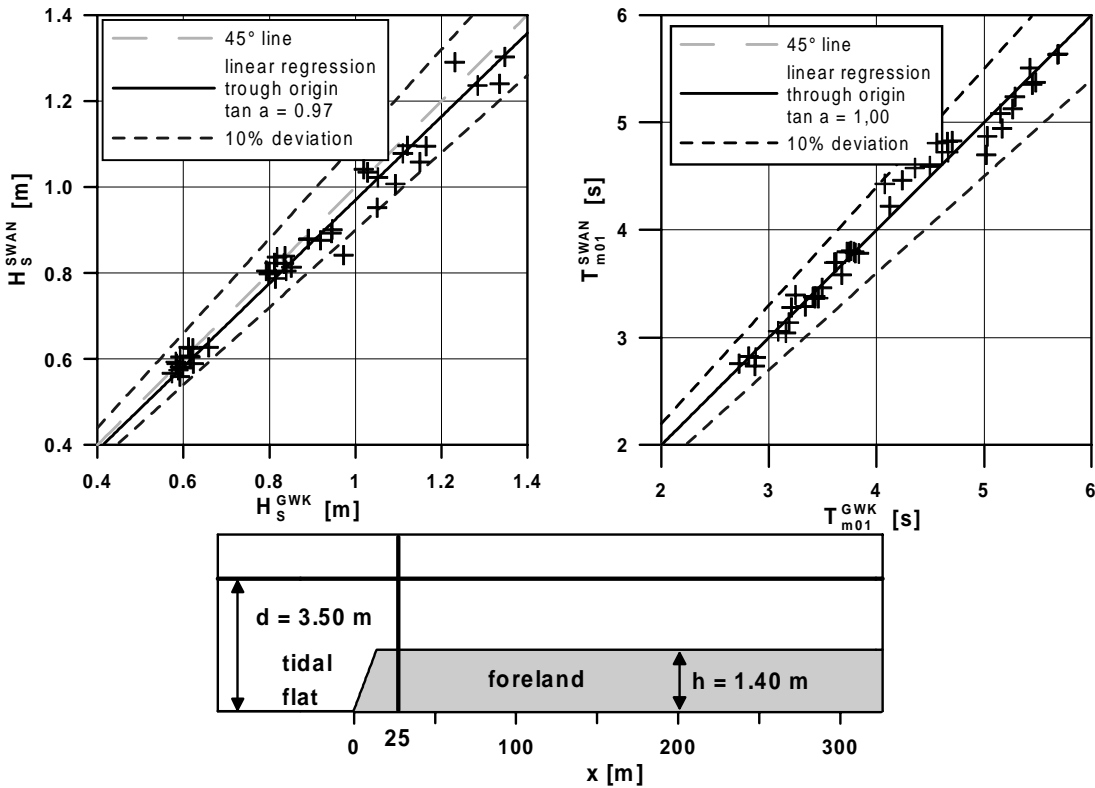 1.4
1.2
1.0
0.8
0.6
0.4
H_S^SWAN [m]
45° line
linear regression
trough origin
tan a = 0.97
10% deviation
0.4 0.6 0.8 1 1.2 1.4
H_S^GWK [m]
6
5
4
3
2
T_m01^SWAN [s]
45° line
linear regression
through origin
tan a = 1,00
10% deviation
2 3 4 5 6
T_m01^GWK [s]
d = 3.50 m
tidal
flat
foreland
h = 1.40 m
0 25 100 200 300
x [m]